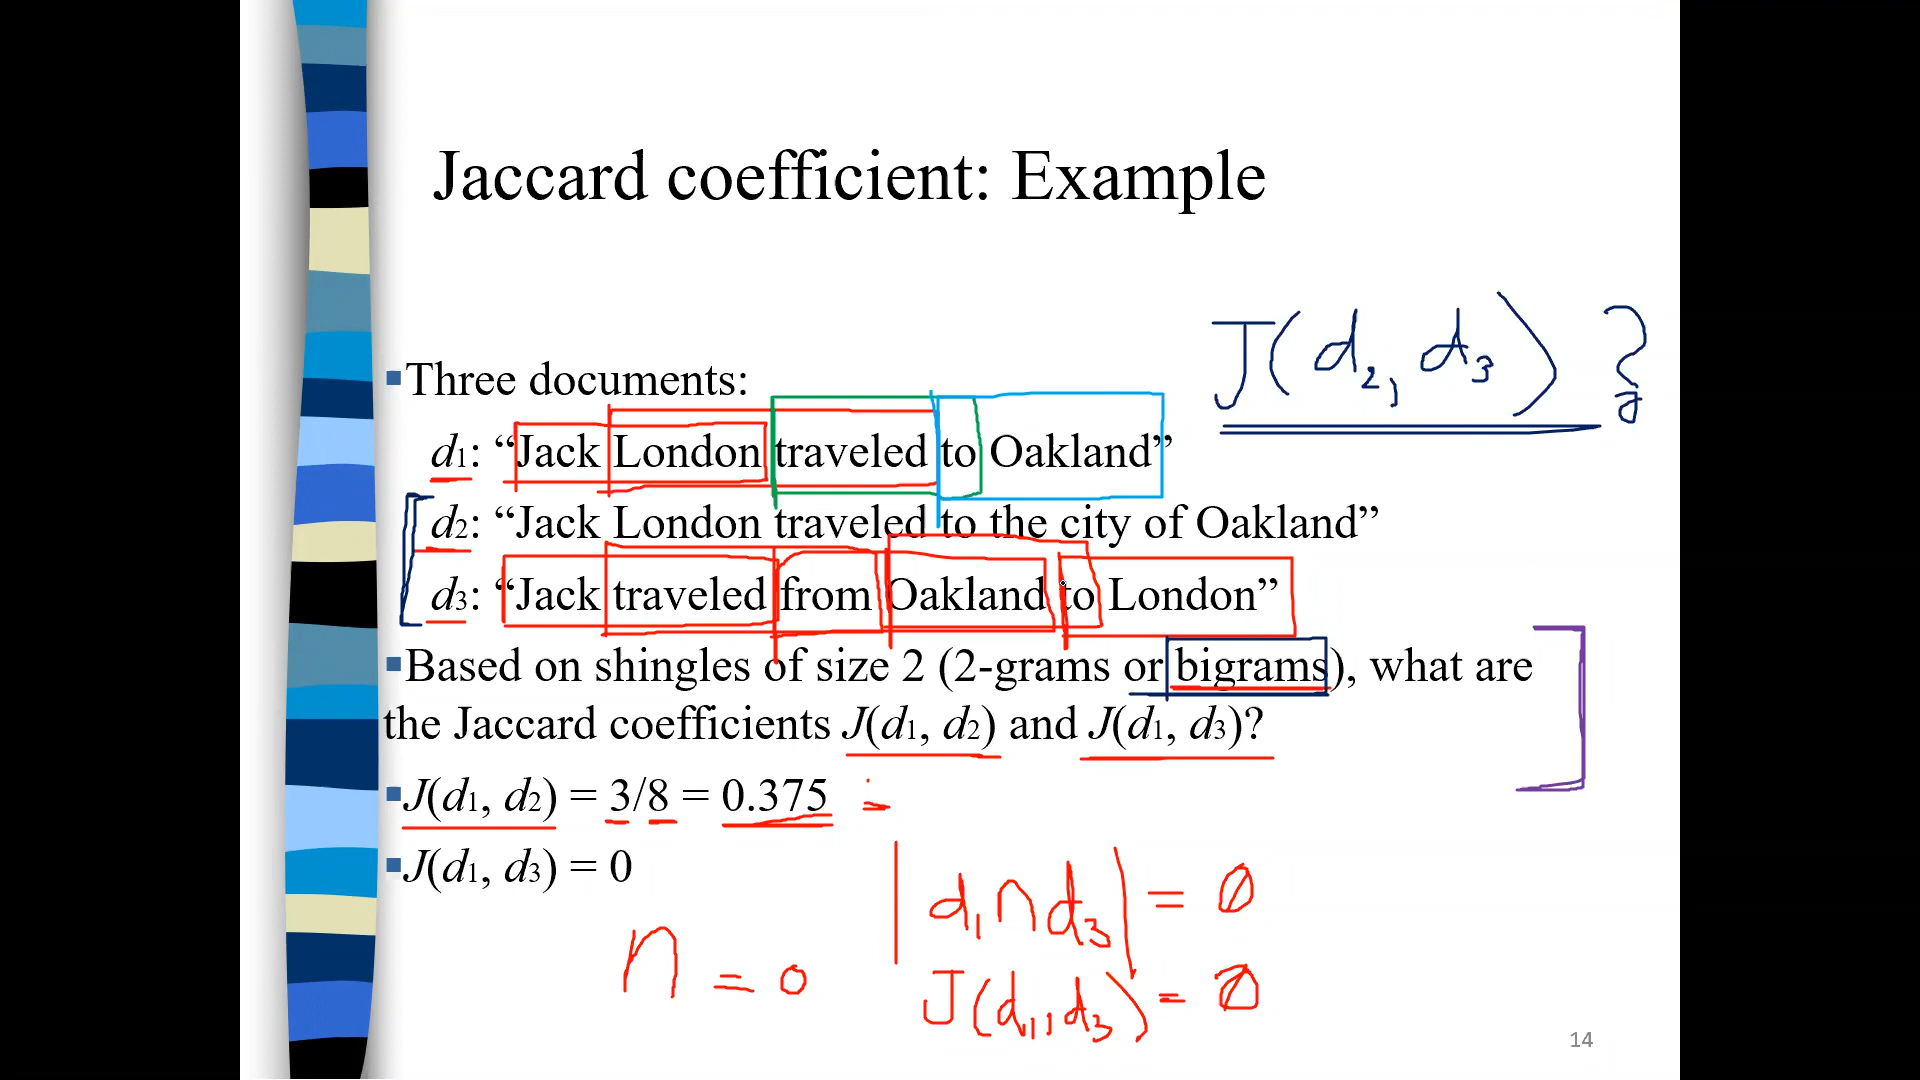 Jaccard coefficient: Example
J(d2, d3) ?
▪Three documents:
d1: “Jack London traveled to Oakland”
d2: “Jack London traveled to the city of Oakland”
d3: “Jack traveled from Oakland to London”
▪Based on shingles of size 2 (2-grams or bigrams), what are
the Jaccard coefficients J(d1, d2) and J(d1, d3)?
▪J(d1, d2) = 3/8 = 0.375 =
▪J(d1, d3) = 0
|d1∩d3| = 0
∩ = 0
J(d1, d3) = 0
14